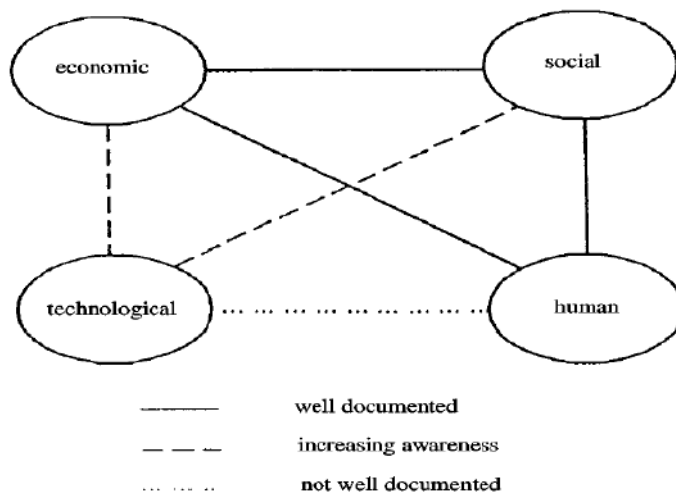 economic
social
technological
human
well documented
increasing awareness
not well documented